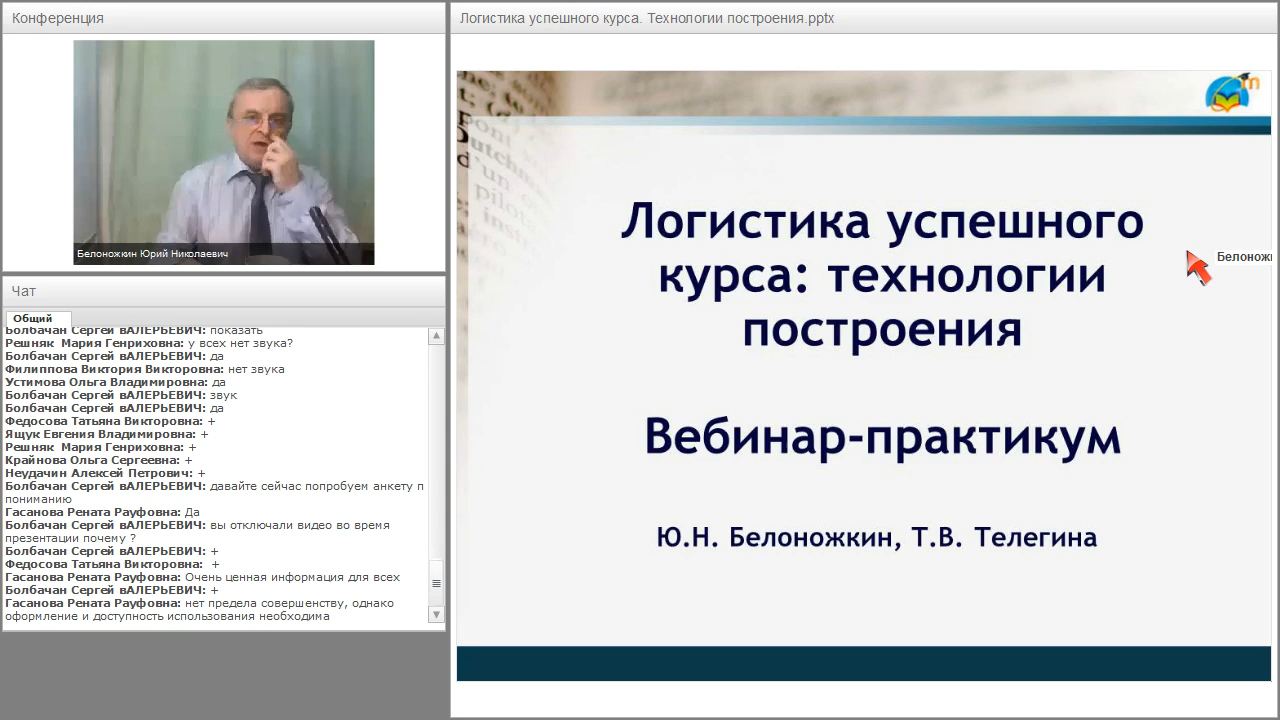 Конференция
Белоножкин Юрий Николаевич
Чат
Общий
Болбачан Сергей вАЛЕРЬЕВИЧ: показать
Решняк Мария Генриховна: у всех нет звука?
Болбачан Сергей вАЛЕРЬЕВИЧ: да
Филиппова Виктория Викторовна: нет звука
Устимова Ольга Владимировна: да
Болбачан Сергей вАЛЕРЬЕВИЧ: звук
Болбачан Сергей вАЛЕРЬЕВИЧ: да
Федосова Татьяна Викторовна: +
Ящук Евгения Владимировна: +
Решняк Мария Генриховна: +
Крайнова Ольга Сергеевна: +
Неудачин Алексей Петрович: +
Болбачан Сергей вАЛЕРЬЕВИЧ: давайте сейчас попробуем анкету п
пониманию
Гасанова Рената Рауфовна: Да
Болбачан Сергей вАЛЕРЬЕВИЧ: вы отключали видео во время
презентации почему ?
Болбачан Сергей вАЛЕРЬЕВИЧ: +
Федосова Татьяна Викторовна: +
Гасанова Рената Рауфовна: Очень ценная информация для всех
Болбачан Сергей вАЛЕРЬЕВИЧ: +
Гасанова Рената Рауфовна: нет предела совершенству, однако
оформление и доступность использования необходима
Логистика успешного курса. Технологии построения.pptx
Логистика успешного
курса: технологии
построения
Вебинар-практикум
Ю.Н. Белоножкин, Т.В. Телегина
Белонож